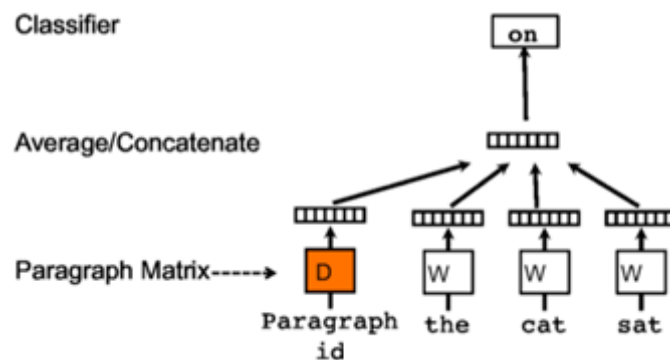 Classifier
on
Average/Concatenate
Paragraph Matrix
D
W
W
W
Paragraph
id
the
cat
sat